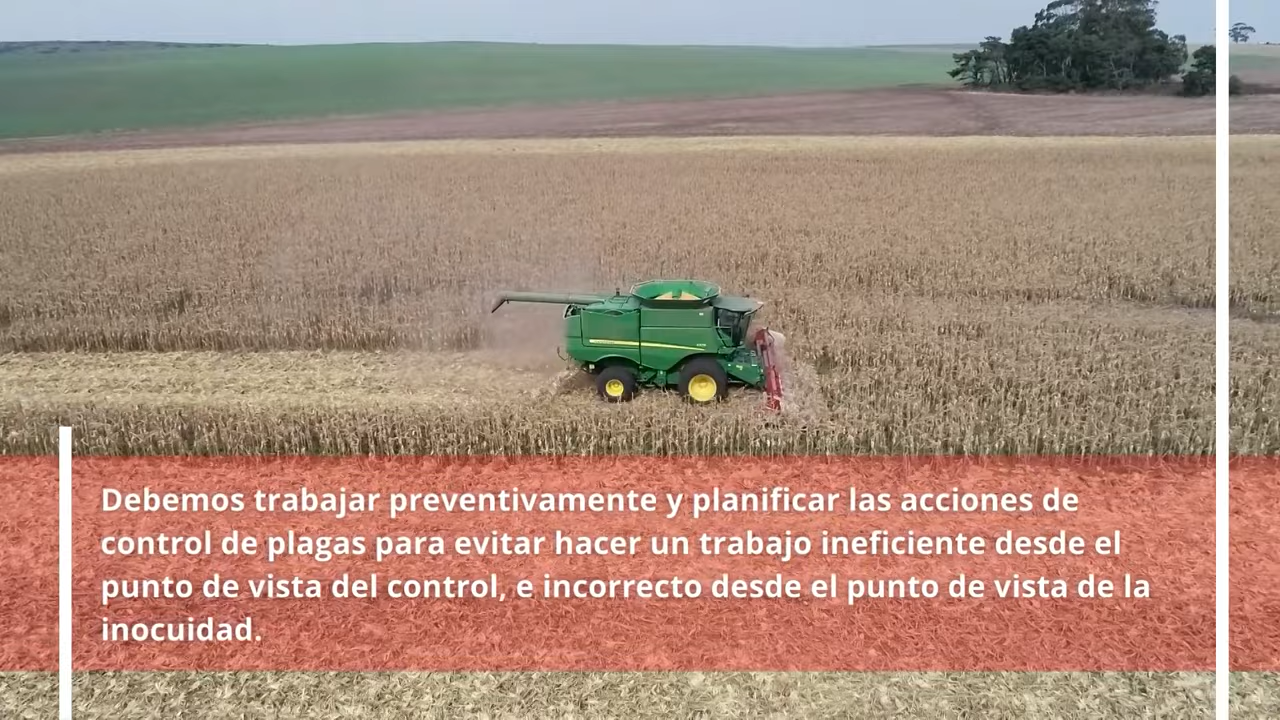 Debemos trabajar preventivamente y planificar las acciones de
control de plagas para evitar hacer un trabajo ineficiente desde el
punto de vista del control, e incorrecto desde el punto de vista de la
inocuidad.